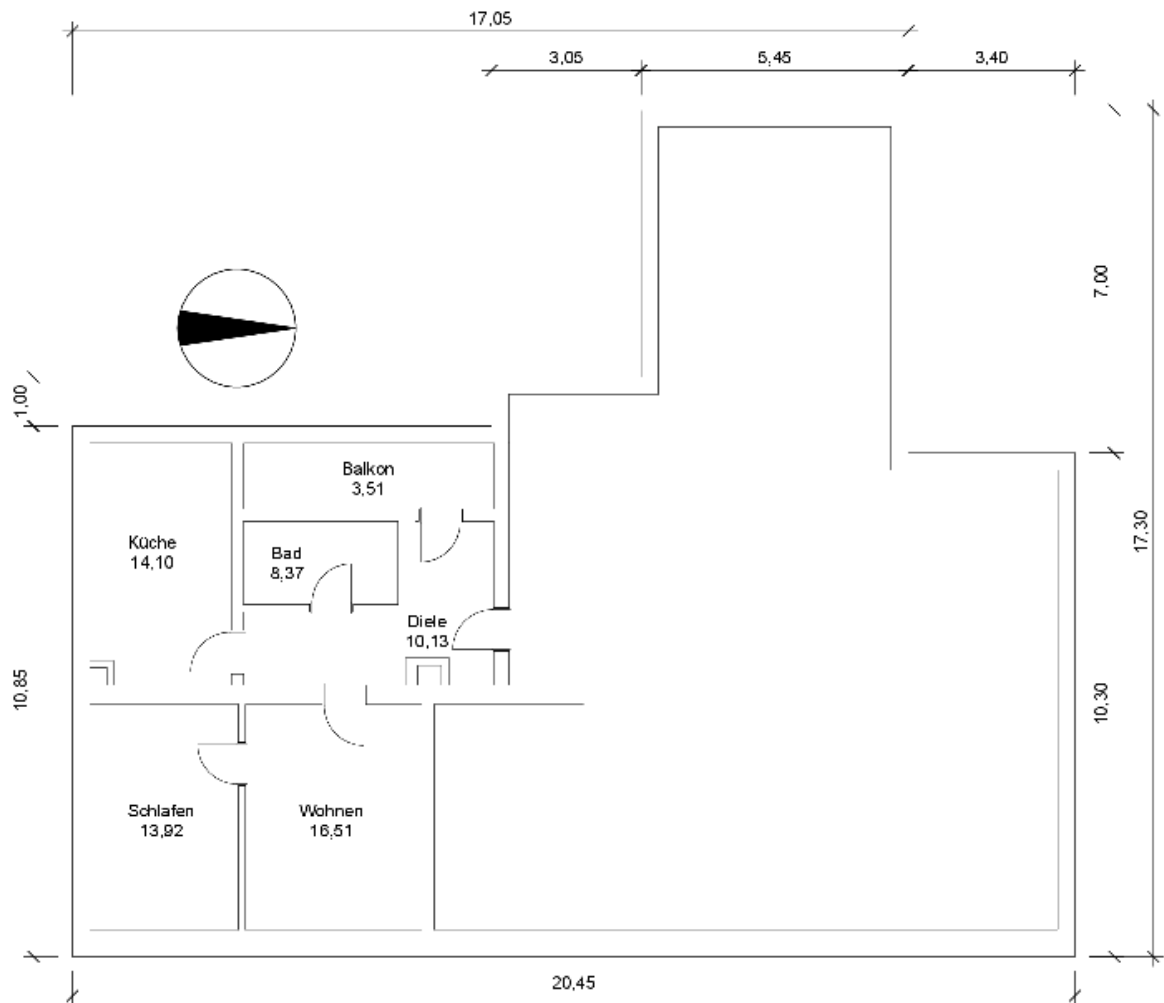 17,05
3,05
5,45
3,40
7,00
1,00
Balkon
3,51
Küche
14,10
Bad
8,37
17,30
Diele
10,13
10,85
10,30
Schlafen
13,92
Wohnen
16,51
20,45